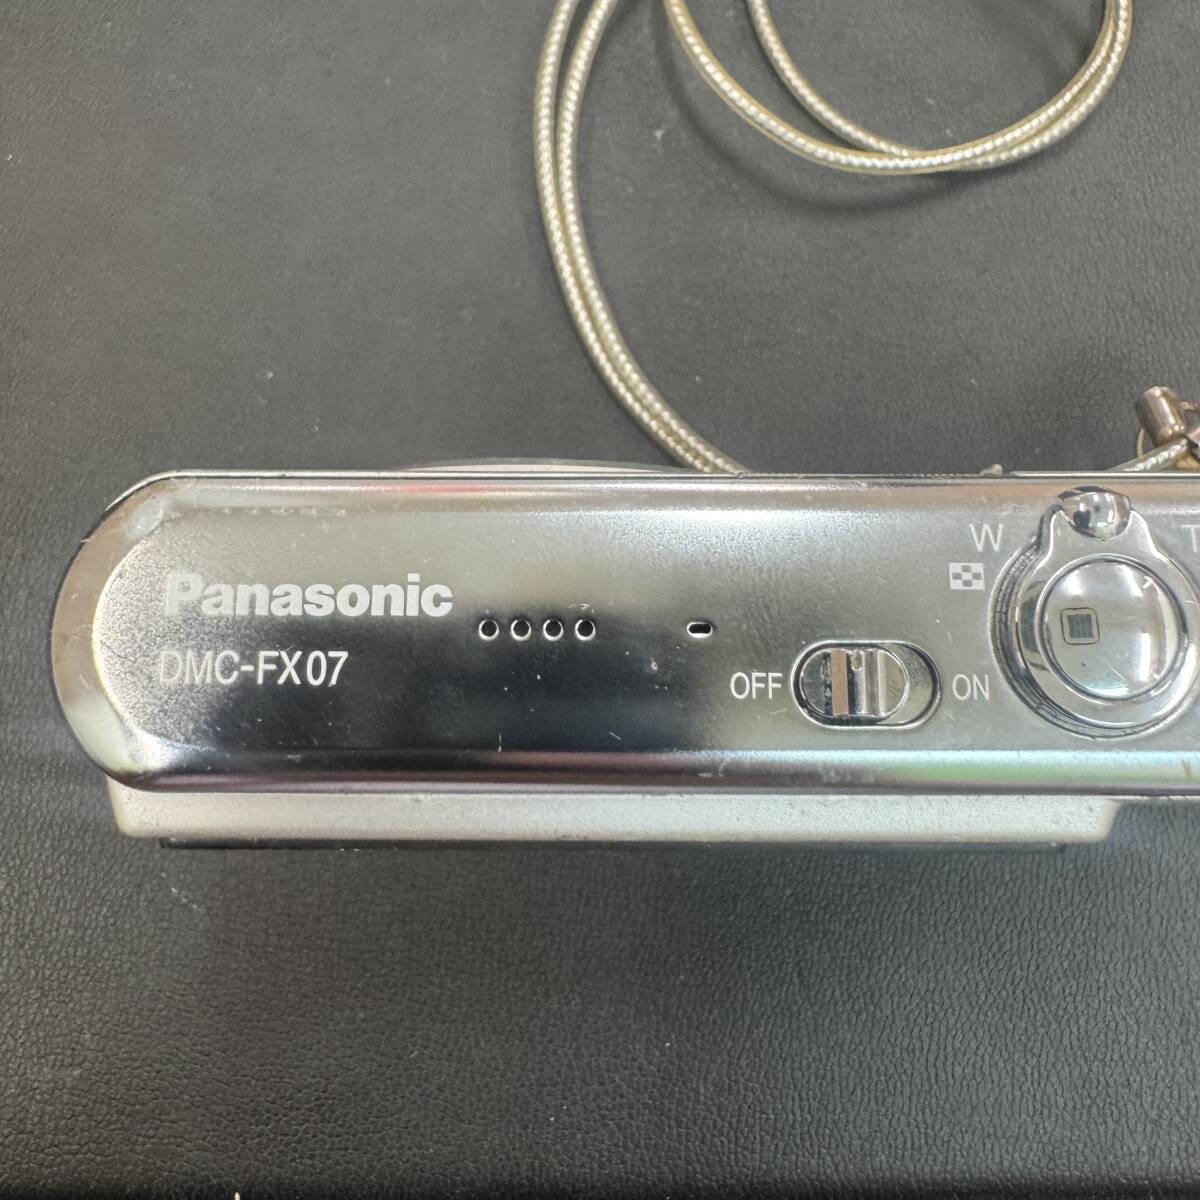 Panasonic
DMC-FX07
OFF
ON
W
T